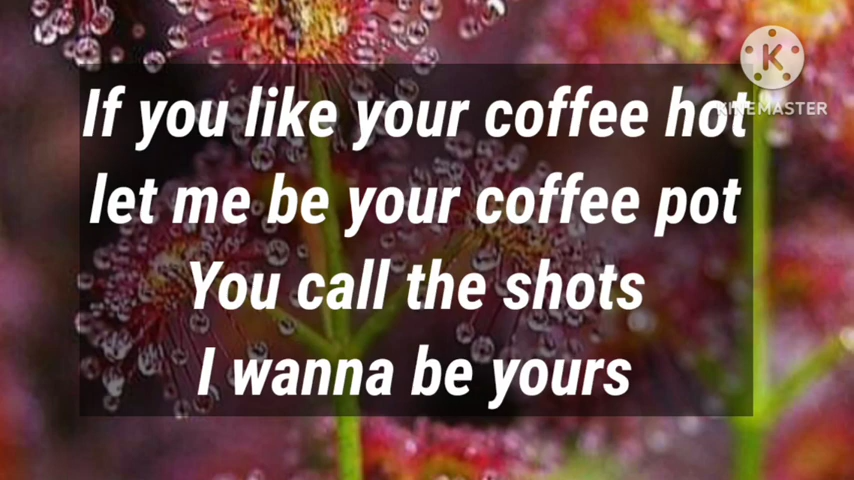 If you like your coffee hot
let me be your coffee pot
You call the shots
I wanna be yours
K
KINEMASTER